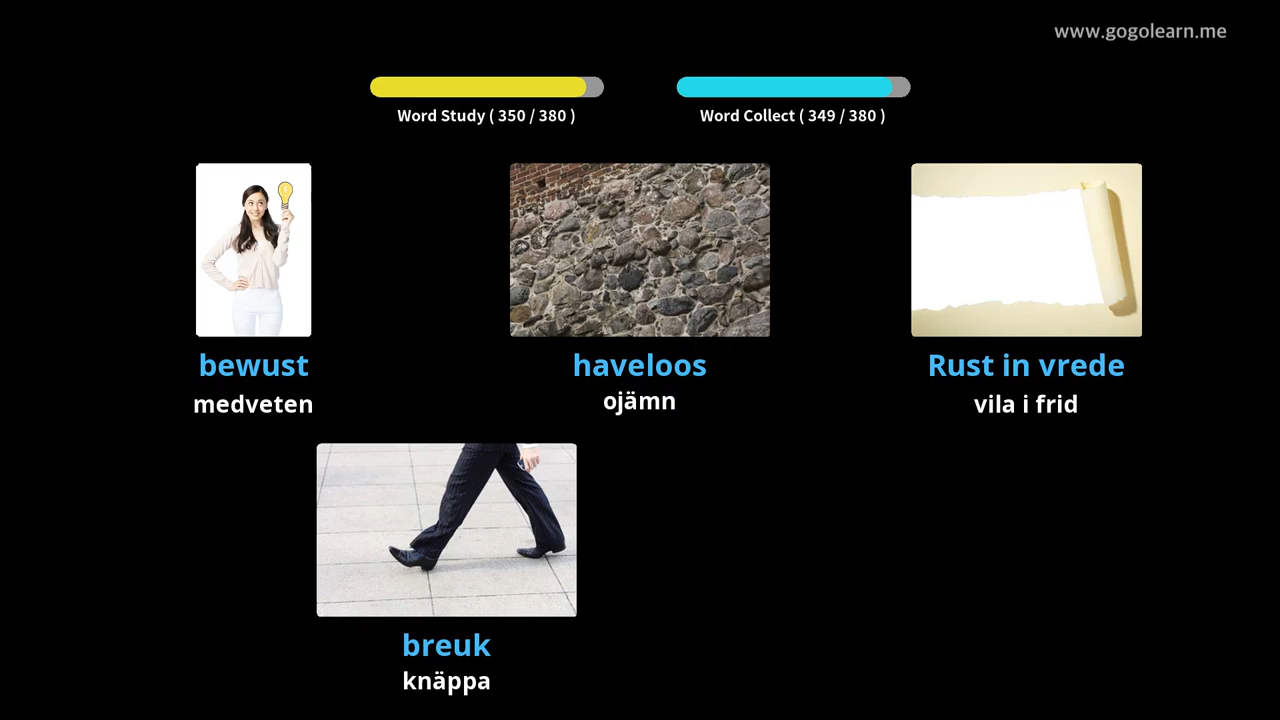 www.gogolearn.me
Word Study ( 350 / 380 )
Word Collect ( 349 / 380 )
bewust
medveten
haveloos
ojämn
Rust in vrede
vila i frid
breuk
knäppa